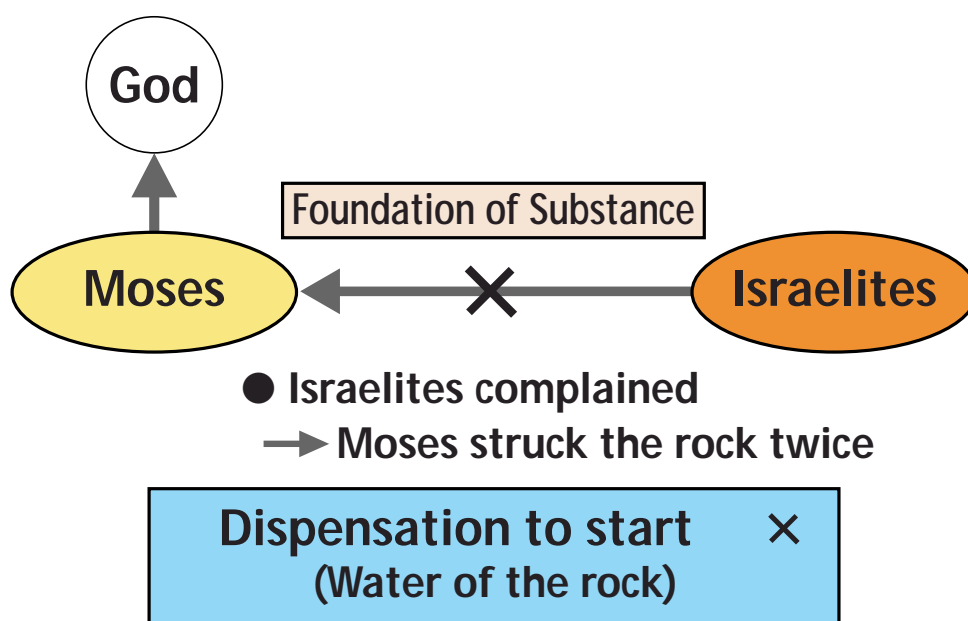 God
Foundation of Substance
Moses
Israelites
● Israelites complained
→ Moses struck the rock twice
Dispensation to start ×
(Water of the rock)